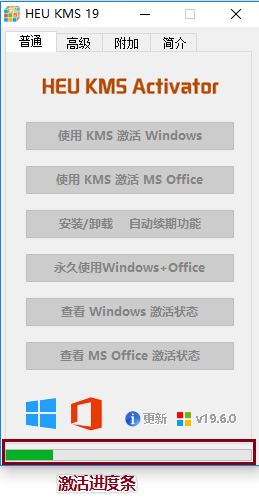 HEU KMS 19
普通 高级 附加 简介
HEU KMS Activator
使用 KMS 激活 Windows
使用 KMS 激活 MS Office
安装/卸载 自动续期功能
永久使用Windows+Office
查看 Windows 激活状态
查看 MS Office 激活状态
更新 v19.6.0
激活进度条